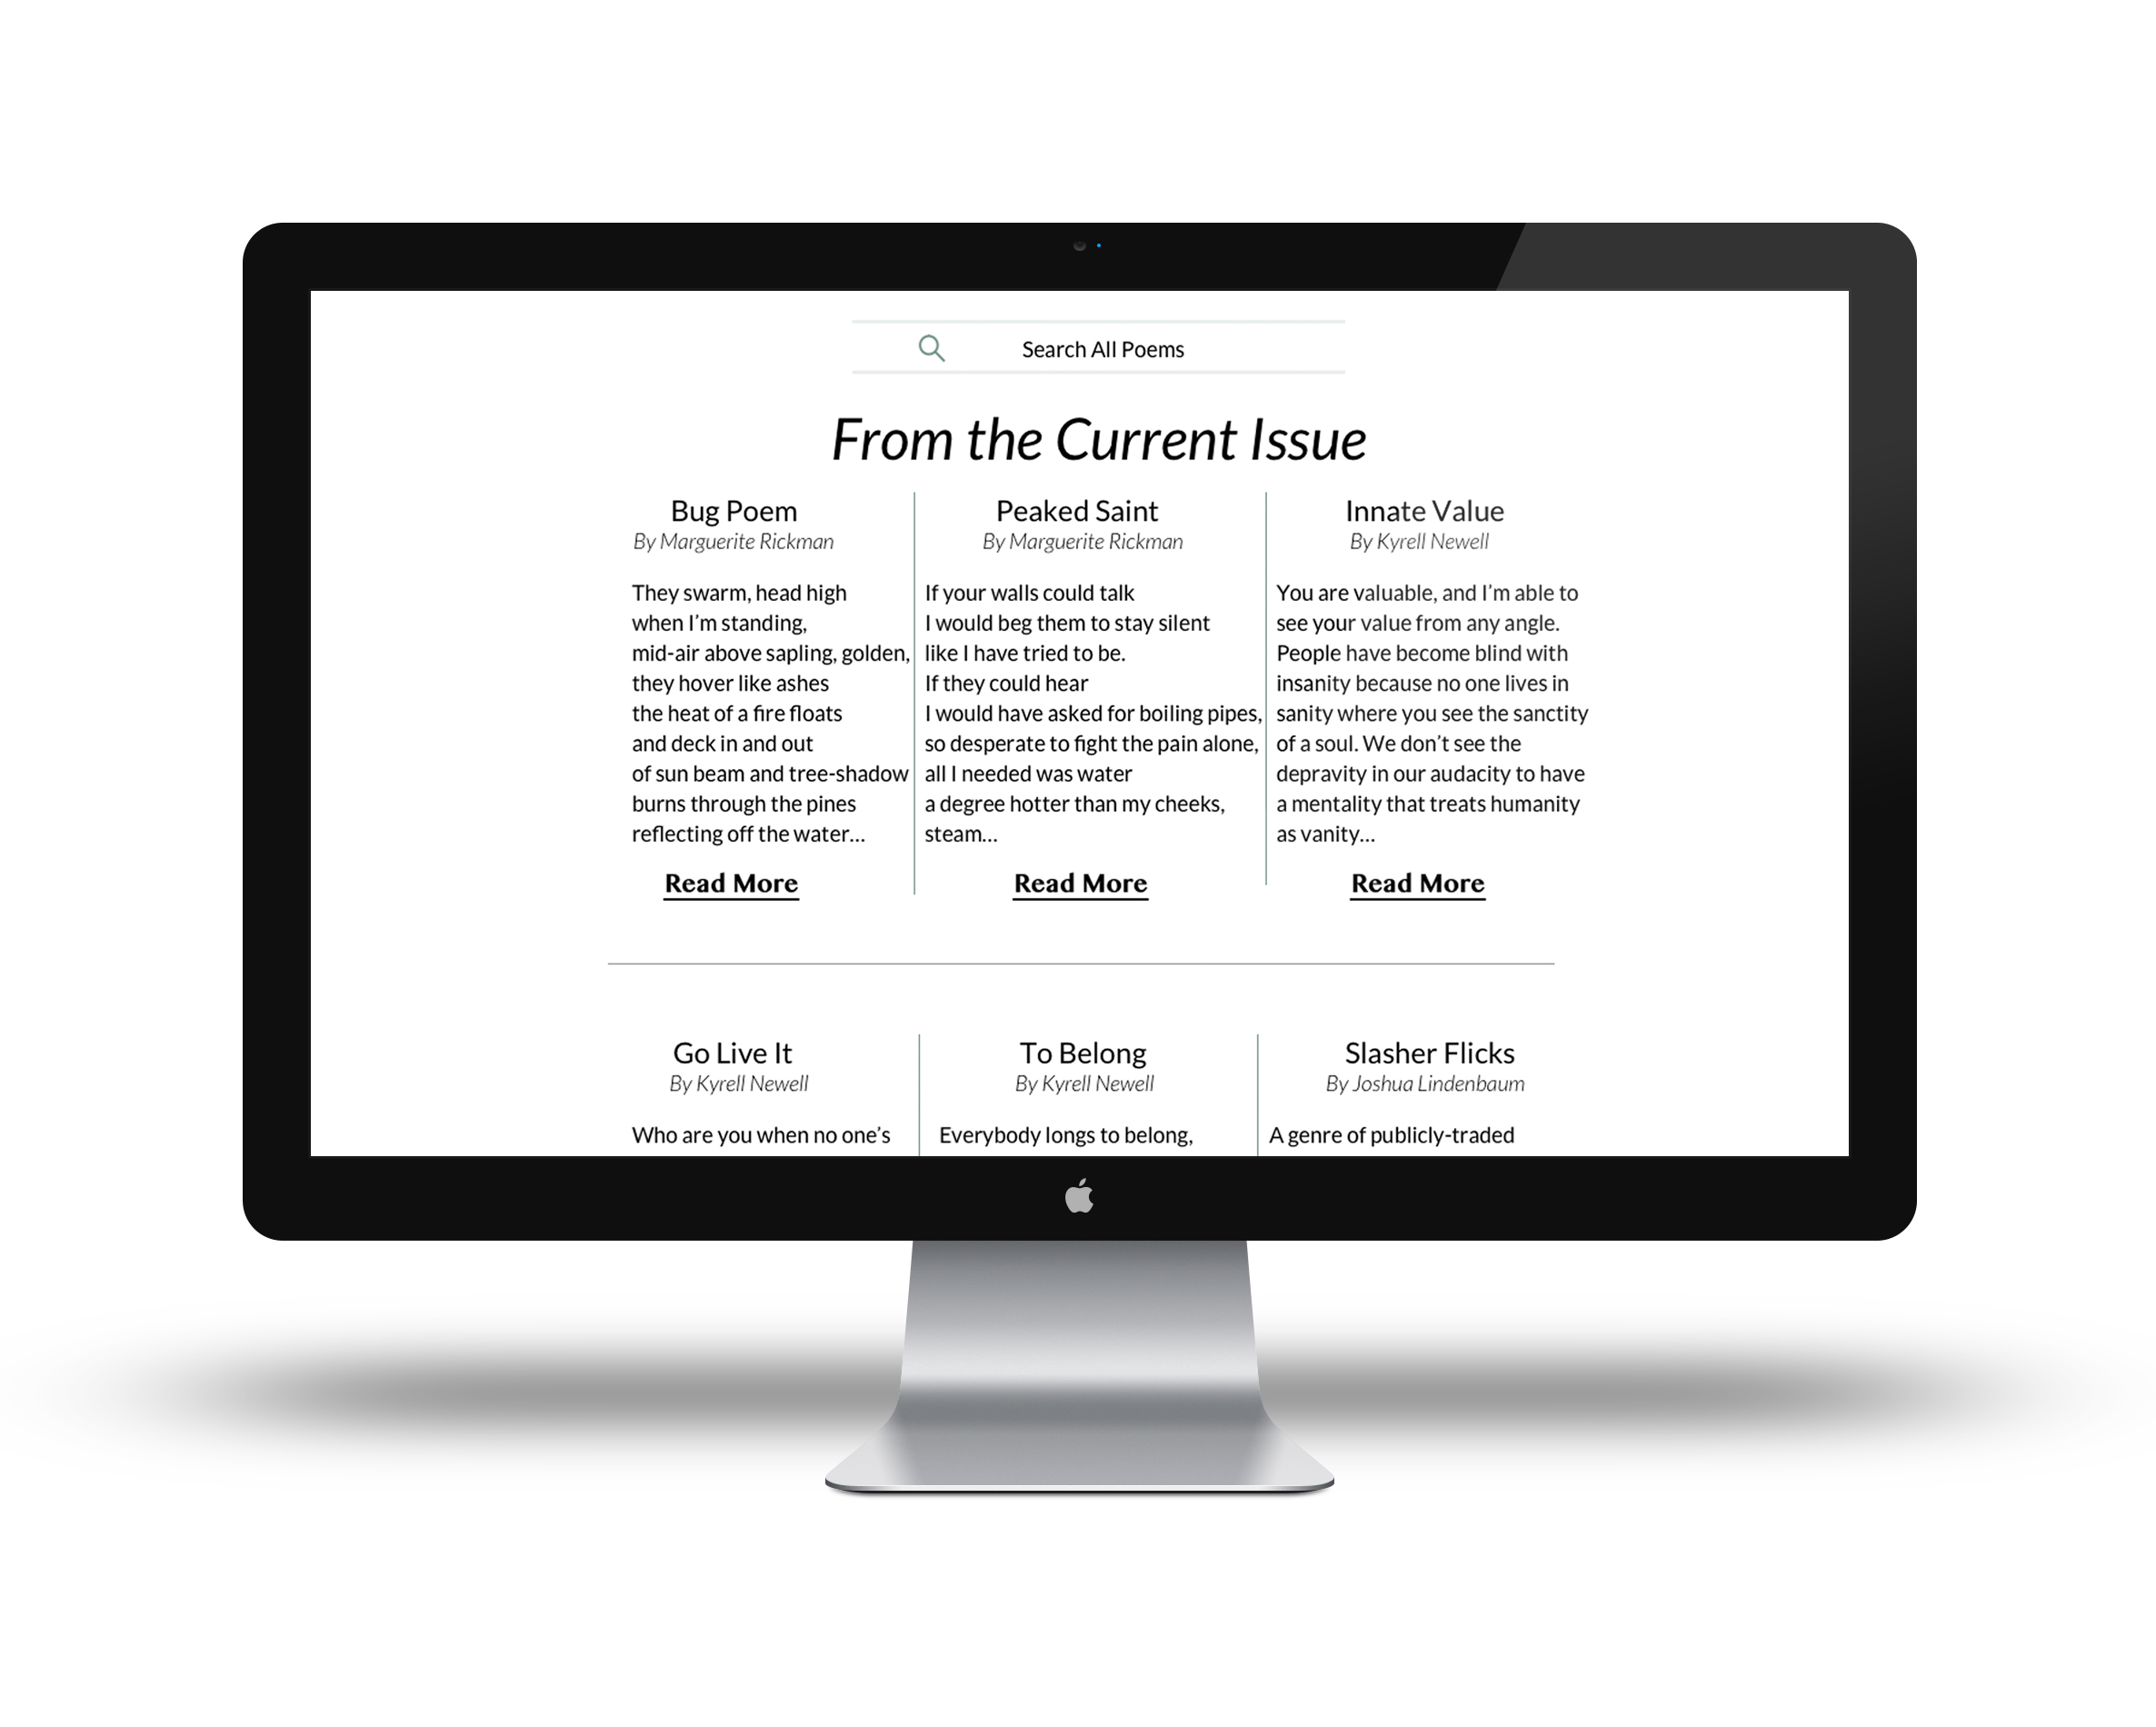 Search All Poems
From the Current Issue
Bug Poem
By Marguerite Rickman
They swarm, head high
when I'm standing,
mid-air above sapling, golden,
they hover like ashes
the heat of a fire floats
and deck in and out
of sun beam and tree-shadow
burns through the pines
reflecting off the water...
Read More
Peaked Saint
By Marguerite Rickman
If your walls could talk
I would beg them to stay silent
like I have tried to be.
If they could hear
I would have asked for boiling pipes,
so desperate to fight the pain alone,
all I needed was water
a degree hotter than my cheeks,
steam...
Read More
Innate Value
By Kyrell Newell
You are valuable, and I'm able to
see your value from any angle.
People have become blind with
insanity because no one lives in
sanity where you see the sanctity
of a soul. We don't see the
depravity in our audacity to have
a mentality that treats humanity
as vanity...
Read More
Go Live It
By Kyrell Newell
Who are you when no one's
To Belong
By Kyrell Newell
Everybody longs to belong,
Slasher Flicks
By Joshua Lindenbaum
A genre of publicly-traded